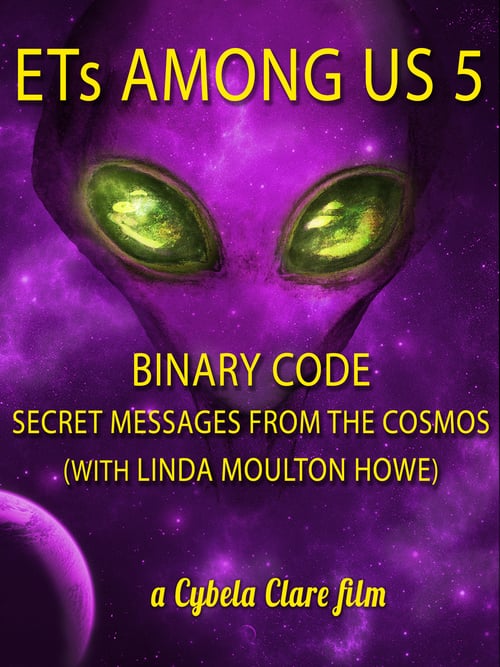 ETs AMONG US 5
BINARY CODE
SECRET MESSAGES FROM THE COSMOS
(WITH LINDA MOULTON HOWE)
a Cybela Clare film